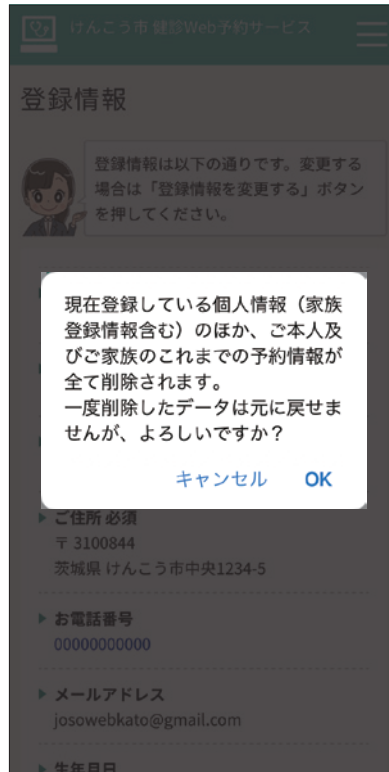 けんこう市 健診Web予約サービス
登録情報
登録情報は以下の通りです。変更する
場合は「登録情報を変更する」ボタン
を押してください。
現在登録している個人情報（家族
登録情報含む）のほか、ご本人及
びご家族のこれまでの予約情報が
全て削除されます。
一度削除したデータは元に戻せま
せんが、よろしいですか？
キャンセル OK
ご住所 必須
〒 3100844
茨城県 けんこう市中央1234-5
お電話番号
00000000000
メールアドレス
josowebkato@gmail.com
生年月日